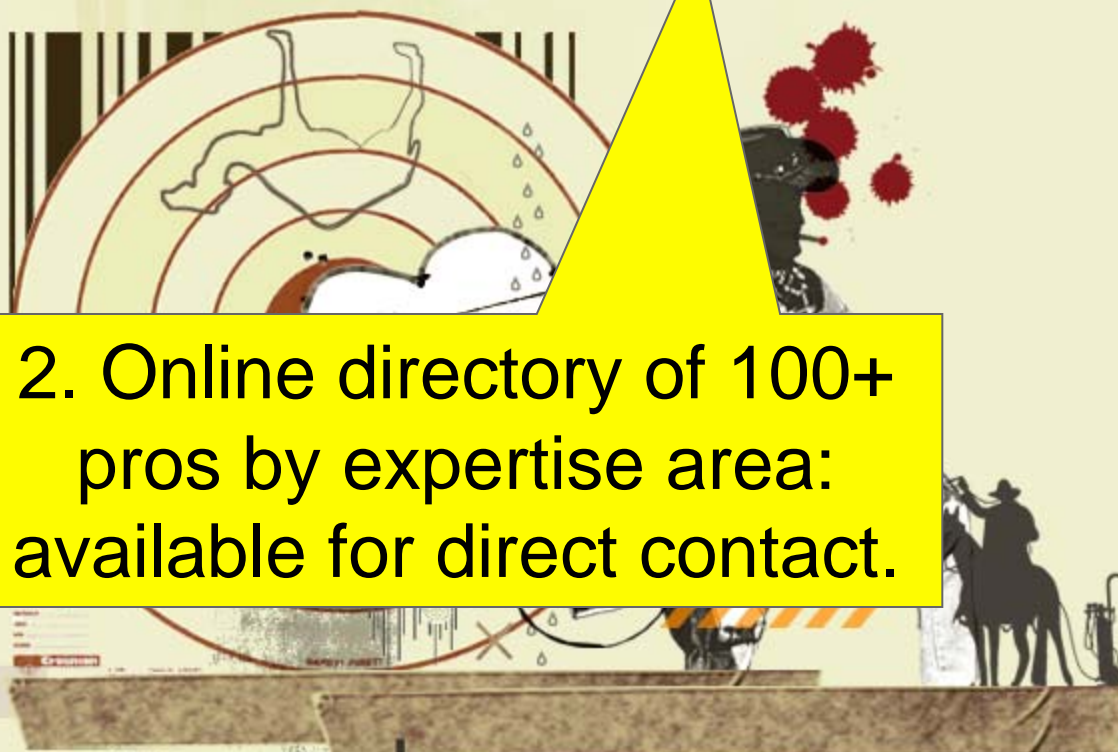 2. Online directory of 100+
pros by expertise area:
available for direct contact.